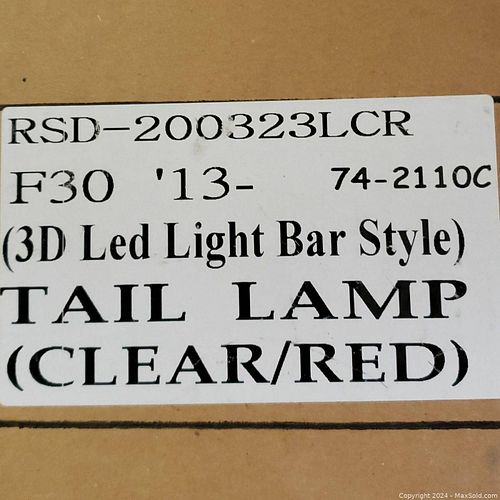 RSD-200323LCR
F30 '13- 74-2110C
(3D Led Light Bar Style)
TAIL LAMP
(CLEAR/RED)
Copyright 2024 - MaxSold.com